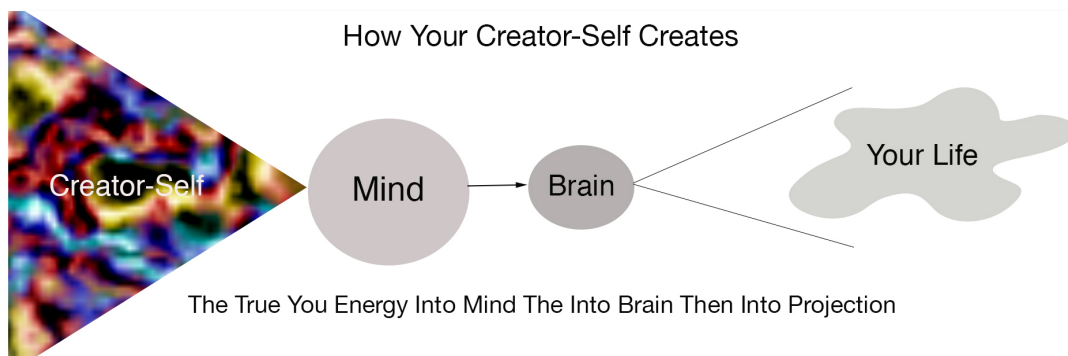 How Your Creator-Self Creates
Creator-Self
Mind
Brain
Your Life
The True You Energy Into Mind The Into Brain Then Into Projection